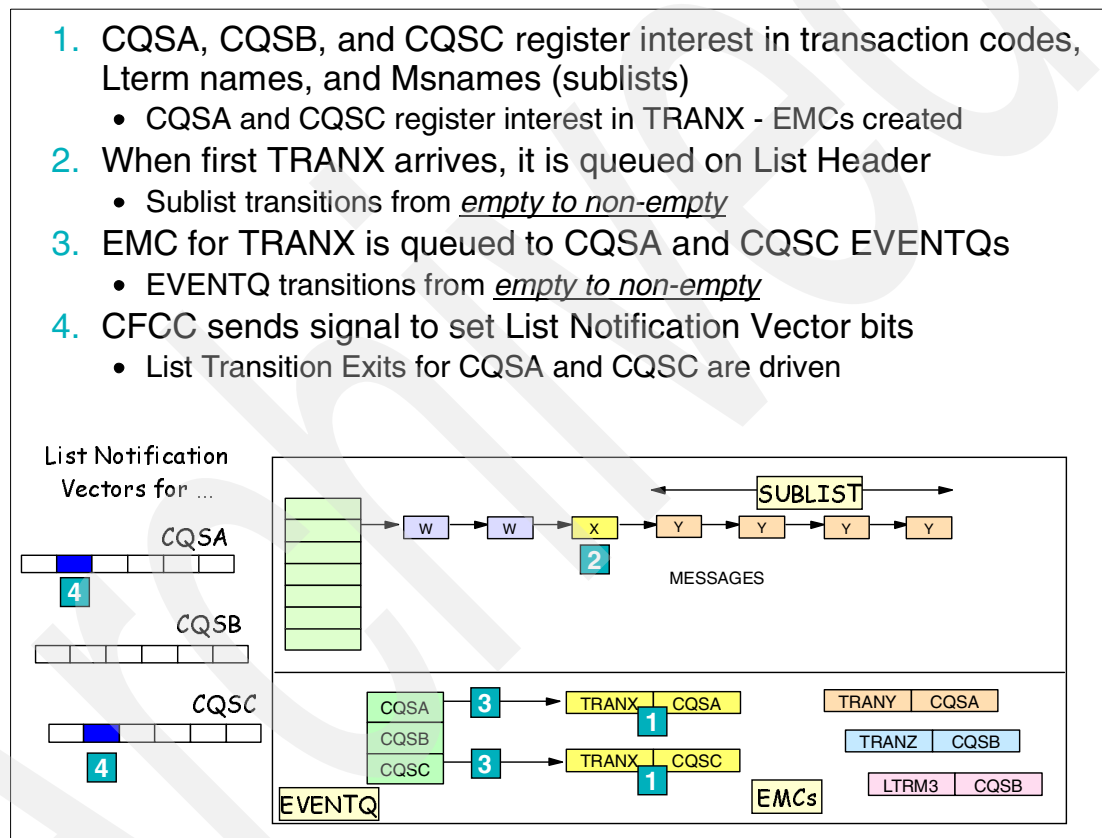 1. CQSA, CQSB, and CQSC register interest in transaction codes,
Lterm names, and Msnames (sublists)
• CQSA and CQSC register interest in TRANX - EMCs created
2. When first TRANX arrives, it is queued on List Header
• Sublist transitions from empty to non-empty
3. EMC for TRANX is queued to CQSA and CQSC EVENTQs
• EVENTQ transitions from empty to non-empty
4. CFCC sends signal to set List Notification Vector bits
• List Transition Exits for CQSA and CQSC are driven
List Notification
Vectors for ...
CQSA
4
CQSB
CQSC
4
SUBLIST
W W X Y Y Y Y
2
MESSAGES
CQSA 3 TRANX CQSA
1
CQSB
CQSC 3 TRANX CQSC
1
EVENTQ
EMCs
TRANY CQSA
TRANZ CQSB
LTRM3 CQSB